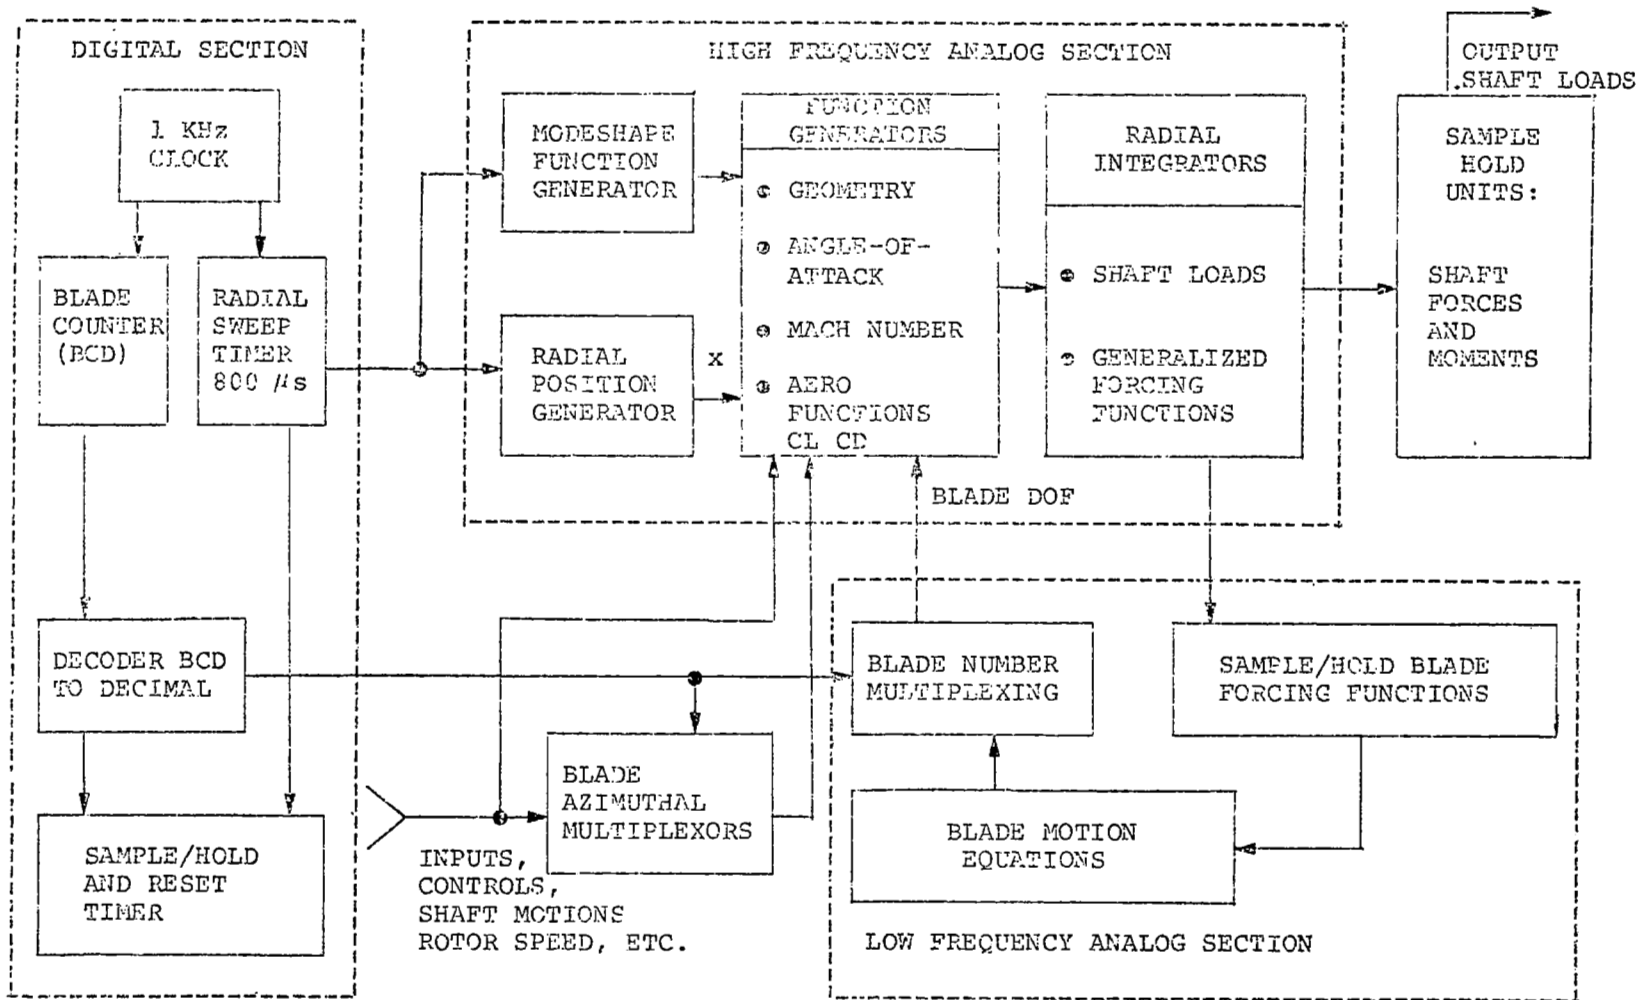 DIGITAL SECTION
1 KHz
CLOCK
BLADE
COUNTER
(BCD)
RADIAL
SWEEP
TIMER
800 μs
DECODER BCD
TO DECIMAL
SAMPLE/HOLD
AND RESET
TIMER
HIGH FREQUENCY ANALOG SECTION
MODESHAPE
FUNCTION
GENERATOR
RADIAL
POSITION
GENERATOR
x
FUNCTION
GENERATORS
GEOMETRY
ANGLE-OF-
ATTACK
MACH NUMBER
AERO
FUNCTIONS
CL CD
RADIAL
INTEGRATORS
SHAFT LOADS
GENERALIZED
FORCING
FUNCTIONS
BLADE DOF
OUTPUT
SHAFT LOADS
SAMPLE
HOLD
UNITS:
SHAFT
FORCES
AND
MOMENTS
INPUTS,
CONTROLS,
SHAFT MOTIONS
ROTOR SPEED, ETC.
BLADE
AZIMUTHAL
MULTIPLEXORS
BLADE NUMBER
MULTIPLEXING
SAMPLE/HOLD BLADE
FORCING FUNCTIONS
BLADE MOTION
EQUATIONS
LOW FREQUENCY ANALOG SECTION